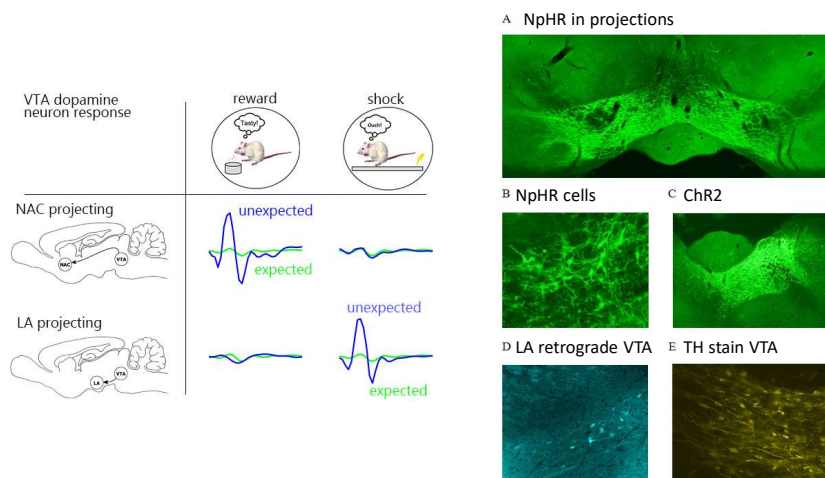 VTA dopamine
neuron response
reward
shock
Tasty!
Ouch!
NAC projecting
NAC
VTA
unexpected
expected
LA projecting
LA
VTA
unexpected
expected
A NpHR in projections
B NpHR cells
C ChR2
D LA retrograde VTA
E TH stain VTA